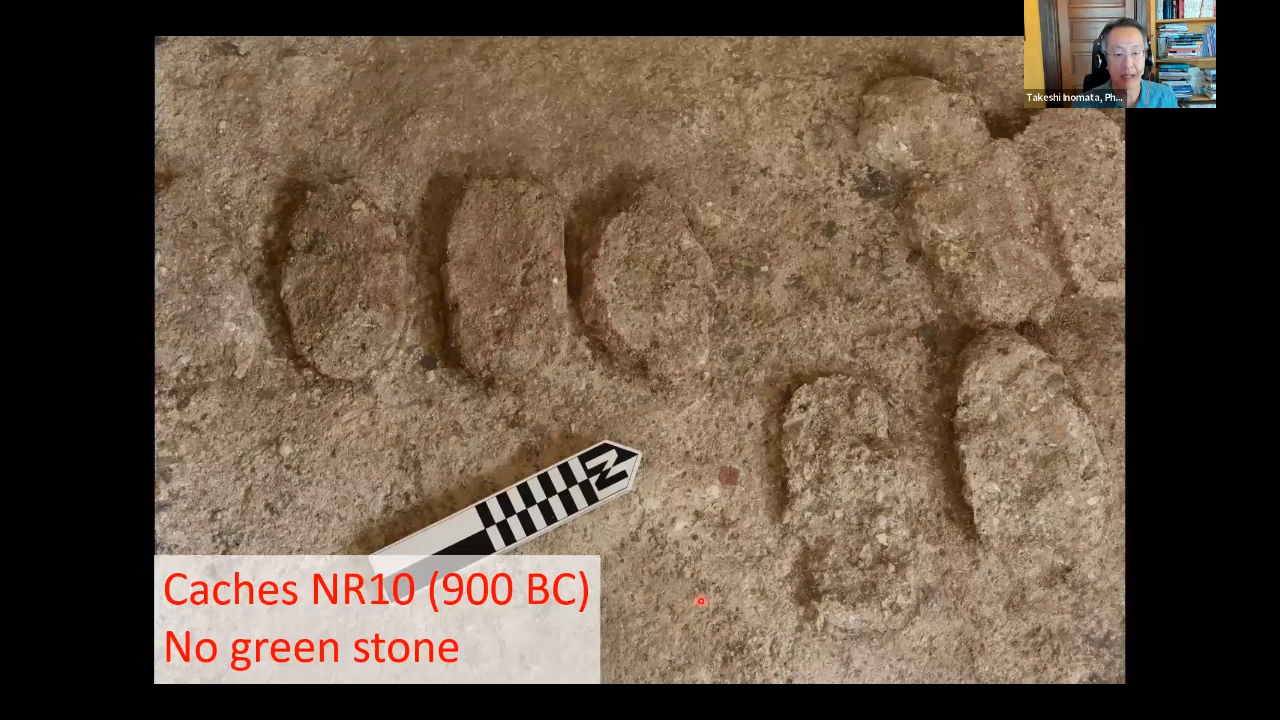 Takeshi Inomata, Ph...
N
Caches NR10 (900 BC)
No green stone